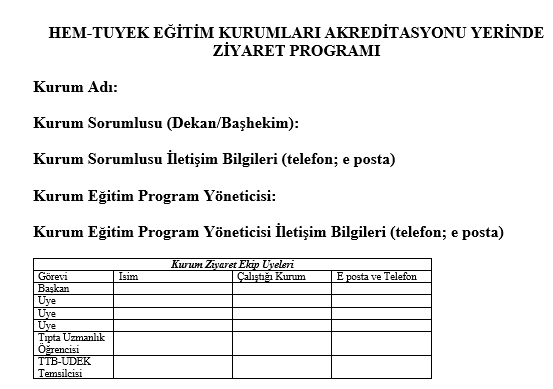 HEM-TUYEK EĞİTİM KURUMLARI AKREDİTASYONU YERİNDE
ZİYARET PROGRAMI
Kurum Adı:
Kurum Sorumlusu (Dekan/Başhekim):
Kurum Sorumlusu İletişim Bilgileri (telefon; e posta)
Kurum Eğitim Program Yöneticisi:
Kurum Eğitim Program Yöneticisi İletişim Bilgileri (telefon; e posta)
Kurum Ziyaret Ekip Üyeleri
Görevi İsim Çalıştığı Kurum E posta ve Telefon
Başkan
Üye
Üye
Üye
Tıpta Uzmanlık
Öğrencisi
TTB-UDEK
Temsilcisi